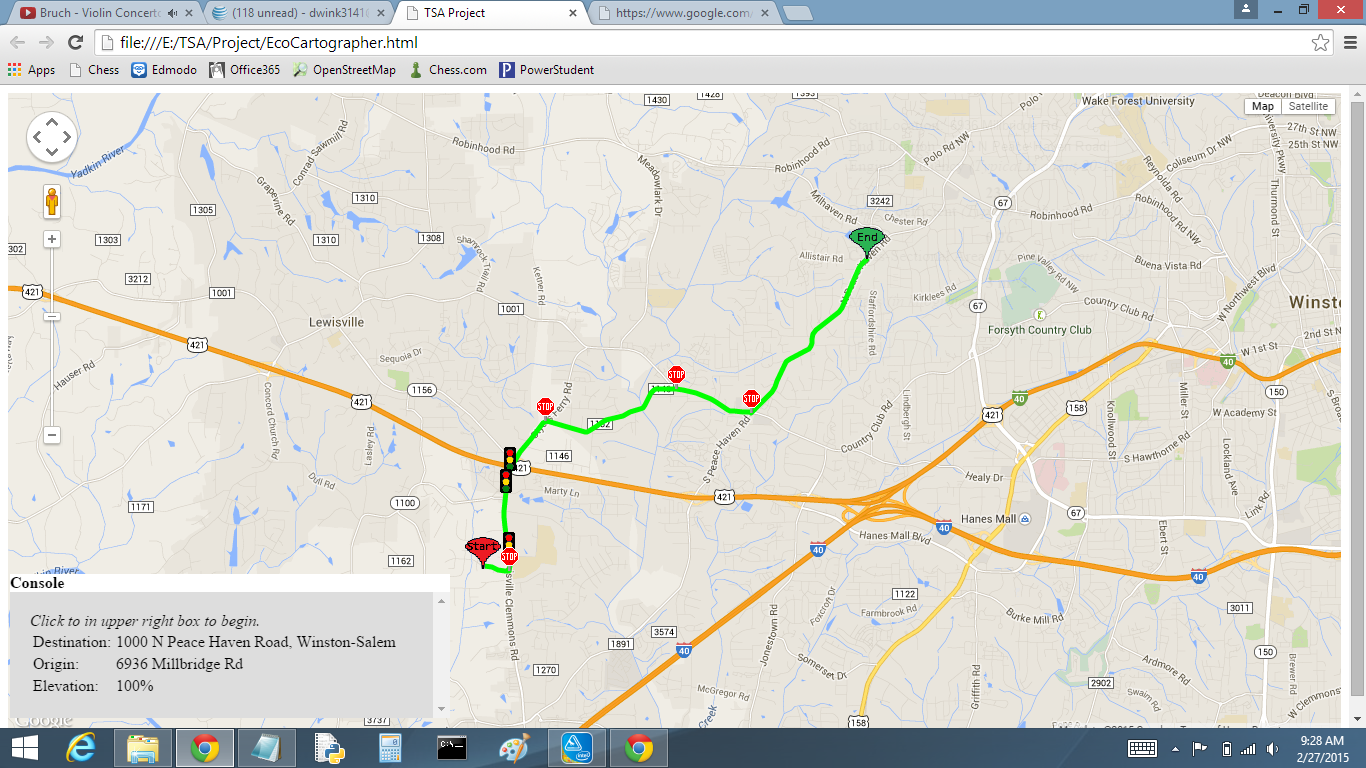 Bruch - Violin Concerto
(118 unread) - dwink3141
TSA Project
https://www.google.com/
file:///E:/TSA/Project/EcoCartographer.html
Apps Chess Edmodo Office365 OpenStreetMap Chess.com PowerStudent
Map Satellite
Wake Forest University
27th St NW
25th St NW
University Pkwy
Thurmond St
Coliseum Dr NW
Reynolda Rd
Polo Rd NW
Robinhood Rd
Robinhood Rd
Robinhood Rd
Robinhood Rd
1430
1428
1393
Yadkin River
Conrad Sawmill Rd
Grapevine Rd
Meadowlark Dr
Milhaven Rd
Chester Rd
3242
67
1310
1305
1310
1308
1303
302
3212
1001
Shamrock Trail Rd
Ketner Rd
1001
Allistair Rd
End
Staffordshire Rd
Kirklees Rd
Pine Valley Rd NW
Buena Vista Rd
Country Club Rd
W Northwest Blvd
67
421
421
Lewisville
Forsyth Country Club
Winst
2nd St N
W 1st St
40
Sequoia Dr
Hauser Rd
1156
421
STOP
STOP
STOP
1140
Concord Church Rd
Lasley Rd
Country Club Rd
Lindbergh St
421
40
158
150
Knollwood St
Miller St
W Academy St
S Hawthorne Rd
Lockland Ave
S Peace Haven Rd
1146
421
Marty Ln
421
Dull Rd
1100
1171
Healy Dr
Hanes Mall
67
Link Rd
Ebert St
Hanes Mall Blvd
40
40
Start
STOP
1162
40
1122
Farmbrook Rd
Foxcroft Dr
Burke Mill Rd
3011
3574
1891
40
Jonestown Rd
Somerset Dr
1270
McGregor Rd
Griffith Rd
Ardmore Rd
2902
150
Brewer Rd
W Clemmonsv
158
Creek
3737
Console
Click to in upper right box to begin.
Destination: 1000 N Peace Haven Road, Winston-Salem
Origin: 6936 Millbridge Rd
Elevation: 100%
Google
9:28 AM
2/27/2015